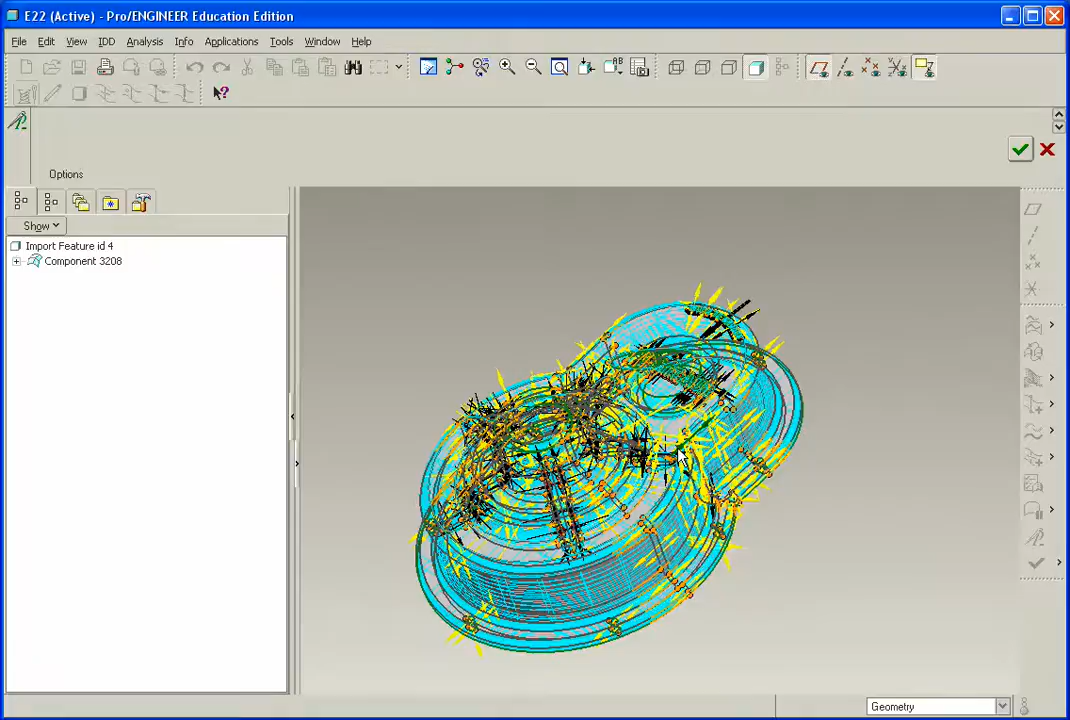 E22 (Active) - Pro/ENGINEER Education Edition
File Edit View IDD Analysis Info Applications Tools Window Help
Options
Show
Import Feature id 4
Component 3208
Geometry